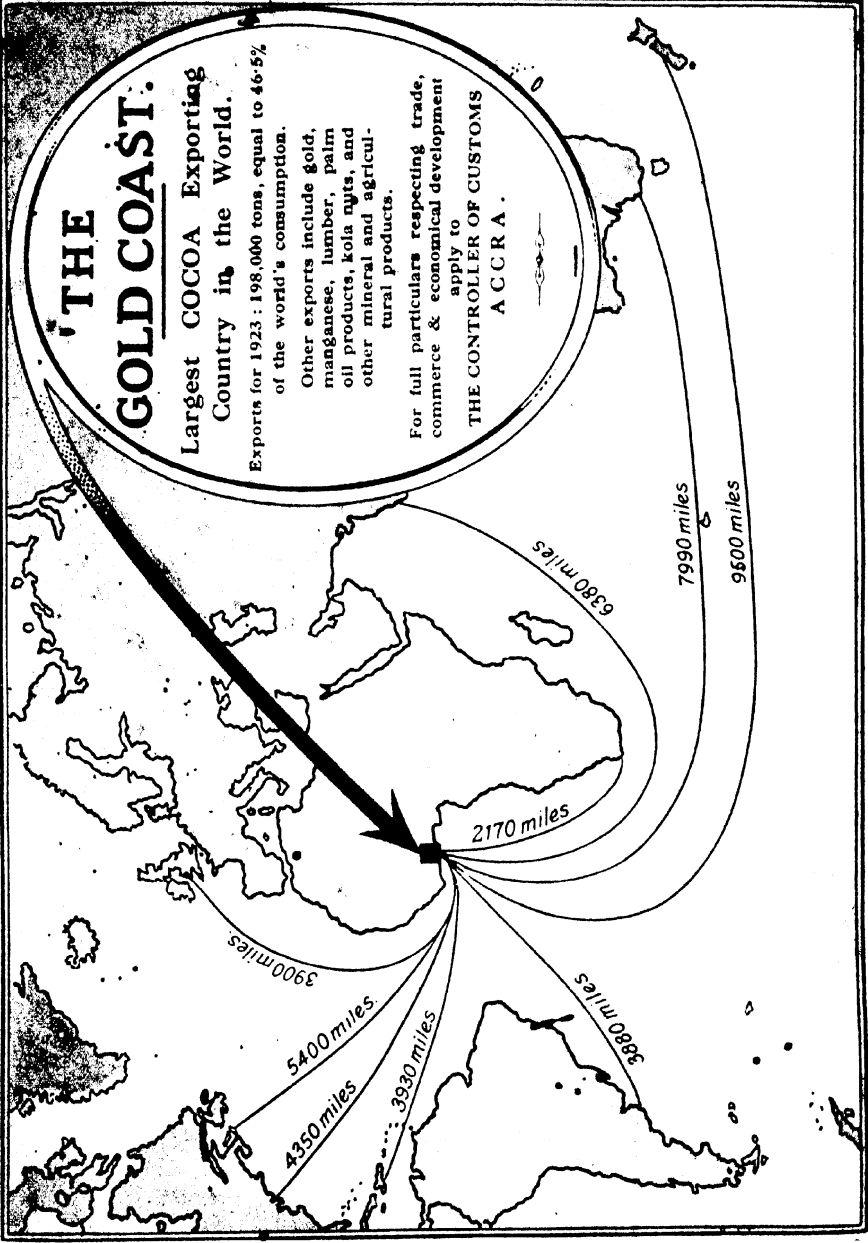 THE
GOLD COAST.
Largest COCOA Exporting
Country in the World.
Exports for 1923 : 198,000 tons, equal to 46·5%
of the world's consumption.
Other exports include gold,
manganese, lumber, palm
oil products, kola nuts, and
other mineral and agricul-
tural products.
For full particulars respecting trade,
commerce & economical development
apply to
THE CONTROLLER OF CUSTOMS
ACCRA.
3900 miles.
5400 miles.
4350 miles
3930 miles
2170 miles
6380 miles
7990 miles
9600 miles
3880 miles